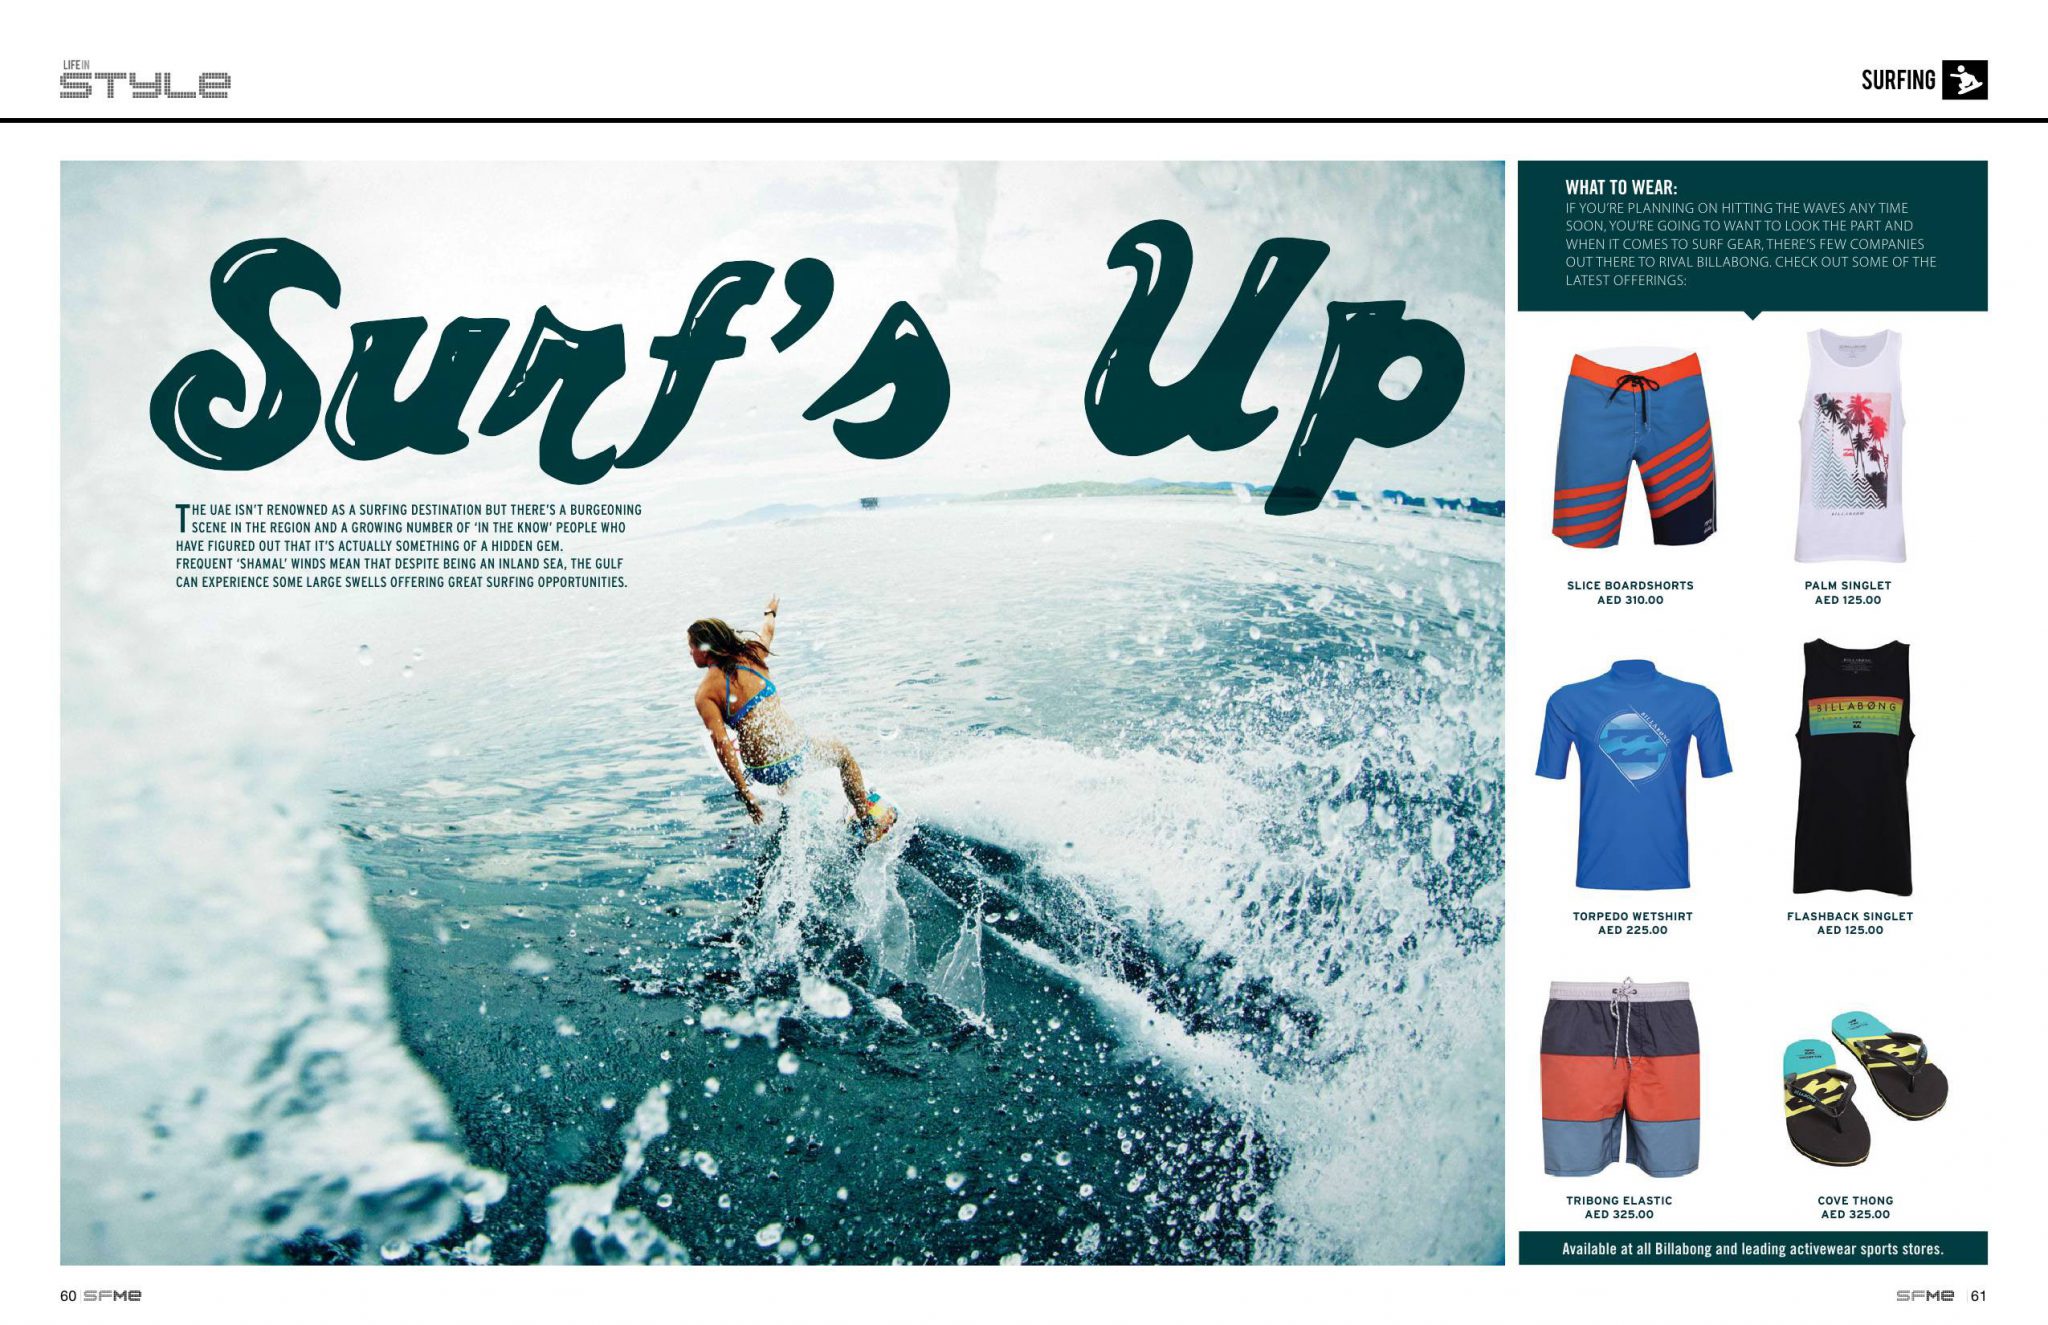 LIFE IN
STYLE
SURFING
Surf's Up
THE UAE ISN'T RENOWNED AS A SURFING DESTINATION BUT THERE'S A BURGEONING
SCENE IN THE REGION AND A GROWING NUMBER OF 'IN THE KNOW' PEOPLE WHO
HAVE FIGURED OUT THAT IT'S ACTUALLY SOMETHING OF A HIDDEN GEM.
FREQUENT 'SHAMAL' WINDS MEAN THAT DESPITE BEING AN INLAND SEA, THE GULF
CAN EXPERIENCE SOME LARGE SWELLS OFFERING GREAT SURFING OPPORTUNITIES.
WHAT TO WEAR:
IF YOU'RE PLANNING ON HITTING THE WAVES ANY TIME
SOON, YOU'RE GOING TO WANT TO LOOK THE PART AND
WHEN IT COMES TO SURF GEAR, THERE'S FEW COMPANIES
OUT THERE TO RIVAL BILLABONG. CHECK OUT SOME OF THE
LATEST OFFERINGS:
BILLABONG
SLICE BOARDSHORTS
AED 310.00
PALM SINGLET
AED 125.00
BILLABONG
BILLABONG
TORPEDO WETSHIRT
AED 225.00
FLASHBACK SINGLET
AED 125.00
TRIBONG ELASTIC
AED 325.00
COVE THONG
AED 325.00
Available at all Billabong and leading activewear sports stores.
60 SFME
SFME 61